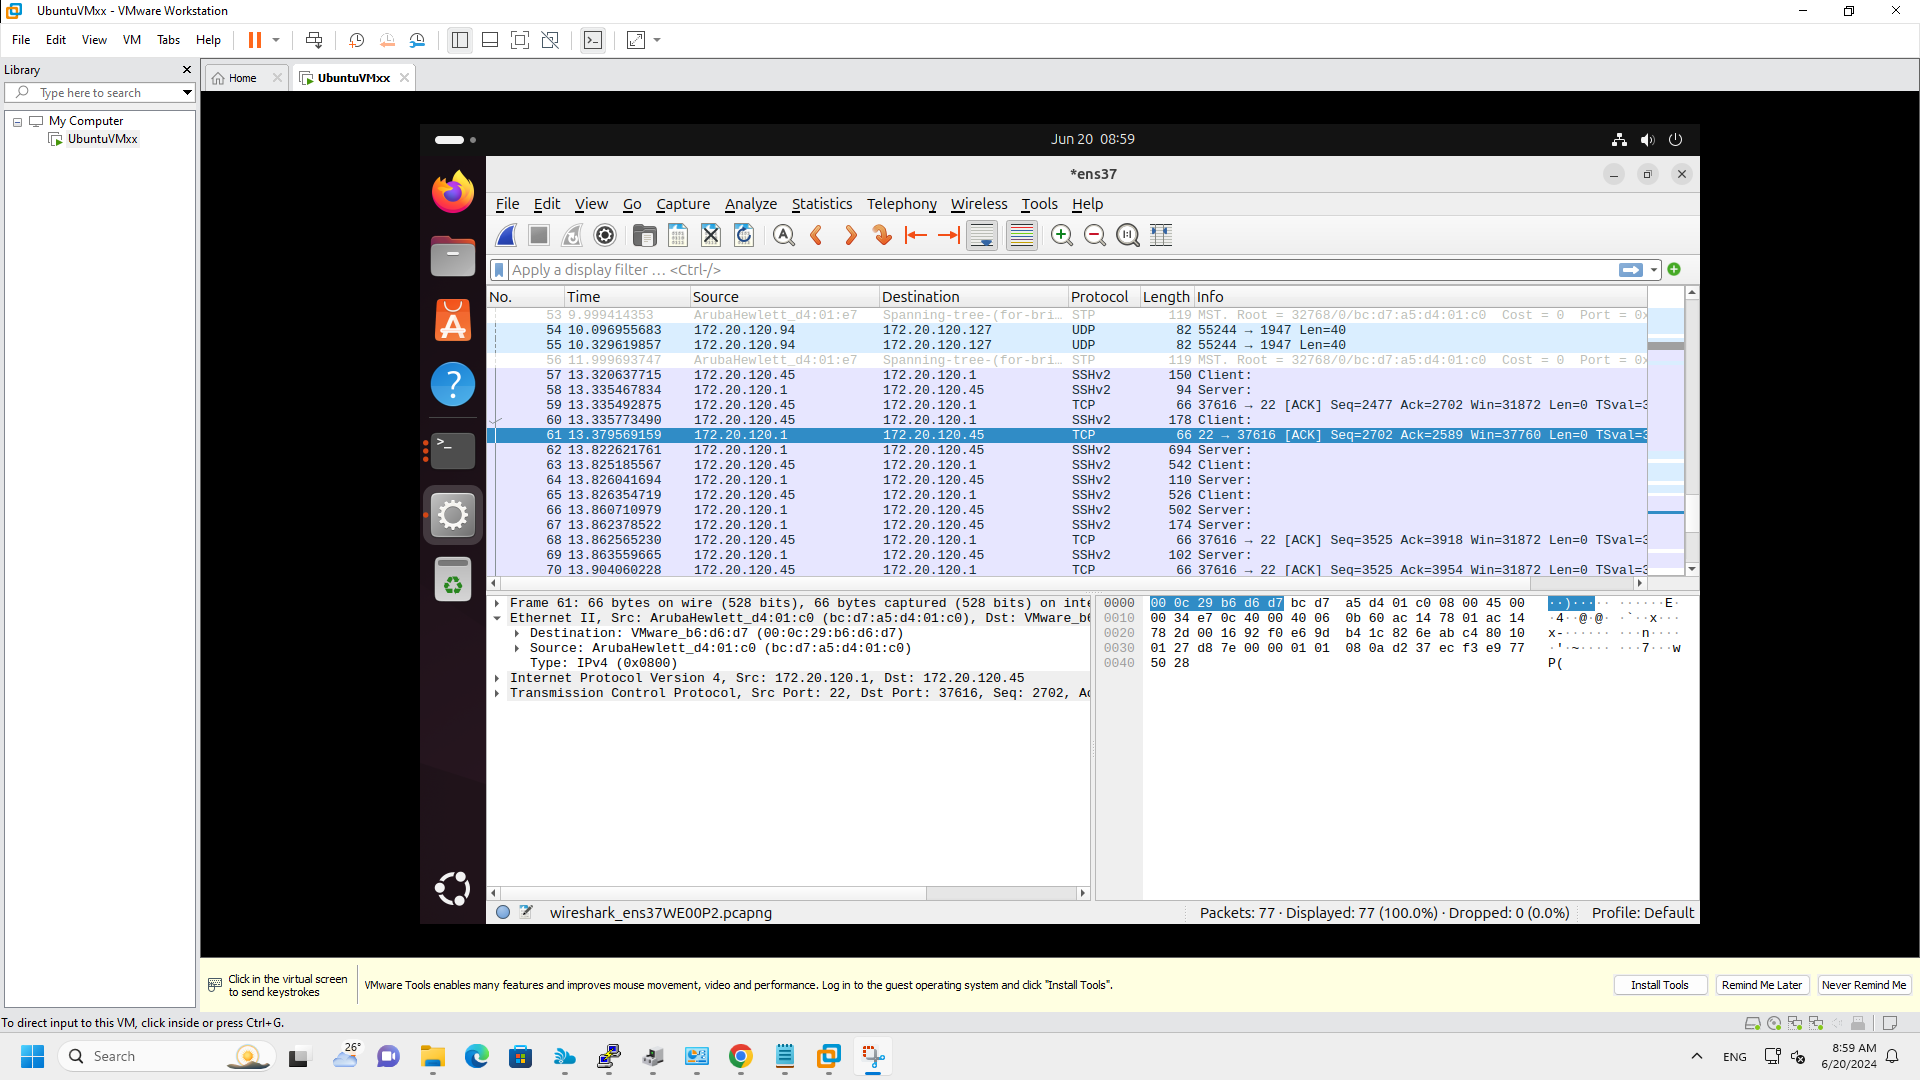 UbuntuVMxx - VMware Workstation
File Edit View VM Tabs Help
Library
Type here to search
My Computer
UbuntuVMxx
Home
UbuntuVMxx
Jun 20 08:59
*ens37
File Edit View Go Capture Analyze Statistics Telephony Wireless Tools Help
Apply a display filter … <Ctrl-/>
No. Time Source Destination Protocol Length Info
53 9.999414353 ArubaHewlett_d4:01:e7 Spanning-tree-(for-bri… STP 119 MST. Root = 32768/0/bc:d7:a5:d4:01:c0 Cost = 0 Port = 0x
54 10.096955683 172.20.120.94 172.20.120.127 UDP 82 55244 → 1947 Len=40
55 10.329619857 172.20.120.94 172.20.120.127 UDP 82 55244 → 1947 Len=40
56 11.999693747 ArubaHewlett_d4:01:e7 Spanning-tree-(for-bri… STP 119 MST. Root = 32768/0/bc:d7:a5:d4:01:c0 Cost = 0 Port = 0x
57 13.320637715 172.20.120.45 172.20.120.1 SSHv2 150 Client:
58 13.335467834 172.20.120.1 172.20.120.45 SSHv2 94 Server:
59 13.335492875 172.20.120.45 172.20.120.1 TCP 66 37616 → 22 [ACK] Seq=2477 Ack=2702 Win=31872 Len=0 TSval=3
60 13.335773490 172.20.120.45 172.20.120.1 SSHv2 178 Client:
61 13.379569159 172.20.120.1 172.20.120.45 TCP 66 22 → 37616 [ACK] Seq=2702 Ack=2589 Win=37760 Len=0 TSval=3
62 13.822621761 172.20.120.1 172.20.120.45 SSHv2 694 Server:
63 13.825185567 172.20.120.45 172.20.120.1 SSHv2 542 Client:
64 13.826041694 172.20.120.1 172.20.120.45 SSHv2 110 Server:
65 13.826354719 172.20.120.45 172.20.120.1 SSHv2 526 Client:
66 13.860710979 172.20.120.1 172.20.120.45 SSHv2 502 Server:
67 13.862378522 172.20.120.1 172.20.120.45 SSHv2 174 Server:
68 13.862565230 172.20.120.45 172.20.120.1 TCP 66 37616 → 22 [ACK] Seq=3525 Ack=3918 Win=31872 Len=0 TSval=3
69 13.863559665 172.20.120.1 172.20.120.45 SSHv2 102 Server:
70 13.904060228 172.20.120.45 172.20.120.1 TCP 66 37616 → 22 [ACK] Seq=3525 Ack=3954 Win=31872 Len=0 TSval=3
Frame 61: 66 bytes on wire (528 bits), 66 bytes captured (528 bits) on inte
Ethernet II, Src: ArubaHewlett_d4:01:c0 (bc:d7:a5:d4:01:c0), Dst: VMware_b6
Destination: VMware_b6:d6:d7 (00:0c:29:b6:d6:d7)
Source: ArubaHewlett_d4:01:c0 (bc:d7:a5:d4:01:c0)
Type: IPv4 (0x0800)
Internet Protocol Version 4, Src: 172.20.120.1, Dst: 172.20.120.45
Transmission Control Protocol, Src Port: 22, Dst Port: 37616, Seq: 2702, Ac
0000 00 0c 29 b6 d6 d7 bc d7 a5 d4 01 c0 08 00 45 00 ··)····· ······E·
0010 00 34 e7 0c 40 00 40 06 0b 60 ac 14 78 01 ac 14 ·4··@·@· ·`··x···
0020 78 2d 00 16 92 f0 e6 9d b4 1c 82 6e ab c4 80 10 x-······ ···n····
0030 01 27 d8 7e 00 00 01 01 08 0a d2 37 ec f3 e9 77 ·'·~···· ···7···w
0040 50 28 P(
wireshark_ens37WE00P2.pcapng
Packets: 77 · Displayed: 77 (100.0%) · Dropped: 0 (0.0%)
Profile: Default
Click in the virtual screen
to send keystrokes
VMware Tools enables many features and improves mouse movement, video and performance. Log in to the guest operating system and click "Install Tools".
Install Tools
Remind Me Later
Never Remind Me
To direct input to this VM, click inside or press Ctrl+G.
Search
26°
ENG
8:59 AM
6/20/2024